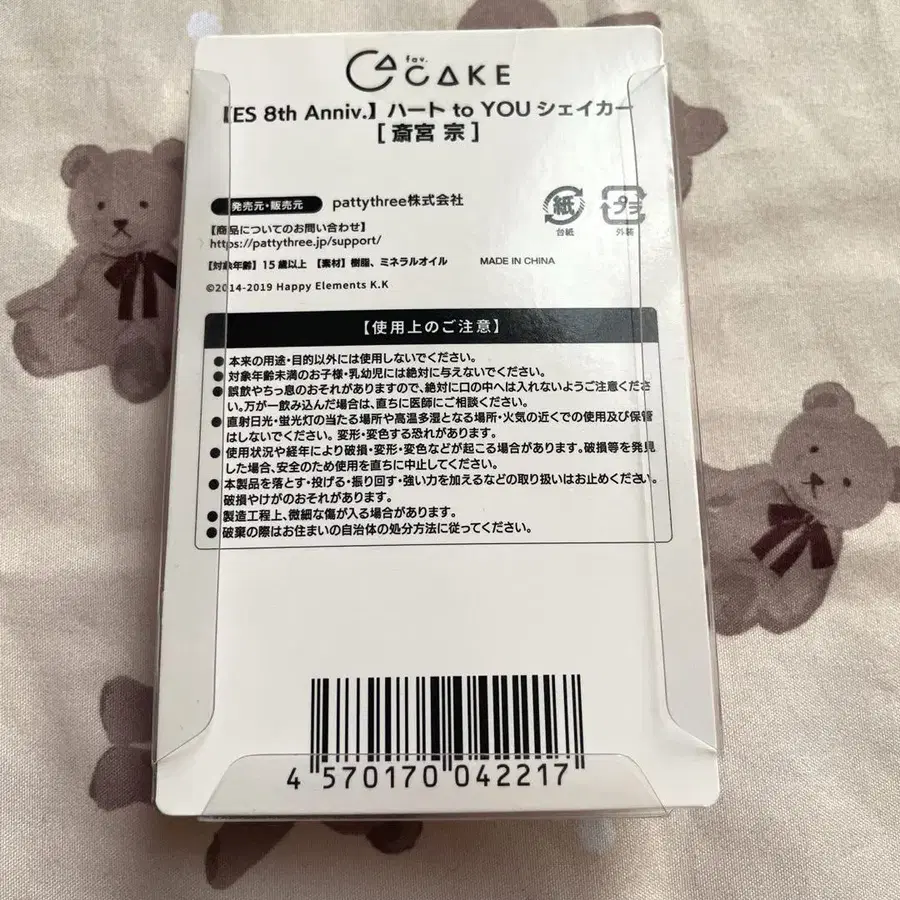 fav.
CAKE
【ES 8th Anniv.】ハート to YOU シェイカー
[ 斎宮 宗 ]
発売元・販売元 pattythree株式会社
紙
台紙
プラ
外装
【商品についてのお問い合わせ】
https://pattythree.jp/support/
【対象年齢】15歳以上 【素材】樹脂、ミネラルオイル MADE IN CHINA
©2014-2019 Happy Elements K.K
【使用上のご注意】
● 本来の用途・目的以外には使用しないでください。
● 対象年齢未満のお子様・乳幼児には絶対に与えないでください。
● 誤飲やちっ息のおそれがありますので、絶対に口の中へは入れないようご注意くださ
い。万が一飲み込んだ場合は、直ちに医師にご相談ください。
● 直射日光・蛍光灯の当たる場所や高温多湿となる場所・火気の近くでの使用及び保管
はしないでください。変形・変色する恐れがあります。
● 使用状況や経年により破損・変形・変色などが起こる場合があります。破損等を発見
した場合、安全のため使用を直ちに中止してください。
● 本製品を落とす・投げる・振り回す・強い力を加えるなどの取り扱いはお止めください。
破損やけがのおそれがあります。
● 製造工程上、微細な傷が入る場合があります。
● 破棄の際はお住まいの自治体の処分方法に従ってください。
4 570170 042217